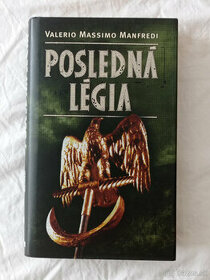 VALERIO MASSIMO MANFREDI
POSLEDNÁ
LÉGIA